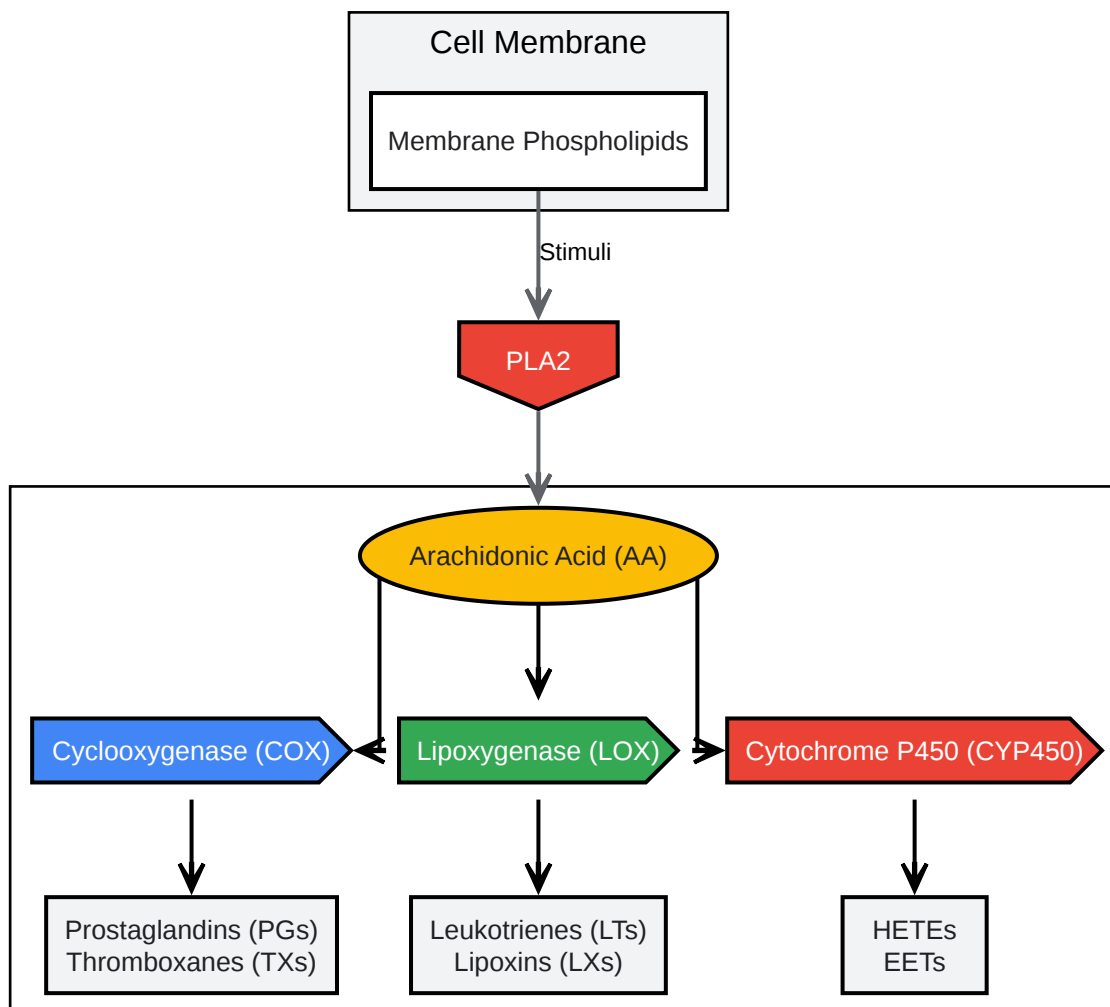 Cell Membrane
Membrane Phospholipids
Stimuli
PLA2
Arachidonic Acid (AA)
Cyclooxygenase (COX)
Lipoxygenase (LOX)
Cytochrome P450 (CYP450)
Prostaglandins (PGs)
Thromboxanes (TXs)
Leukotrienes (LTs)
Lipoxins (LXs)
HETEs
EETs